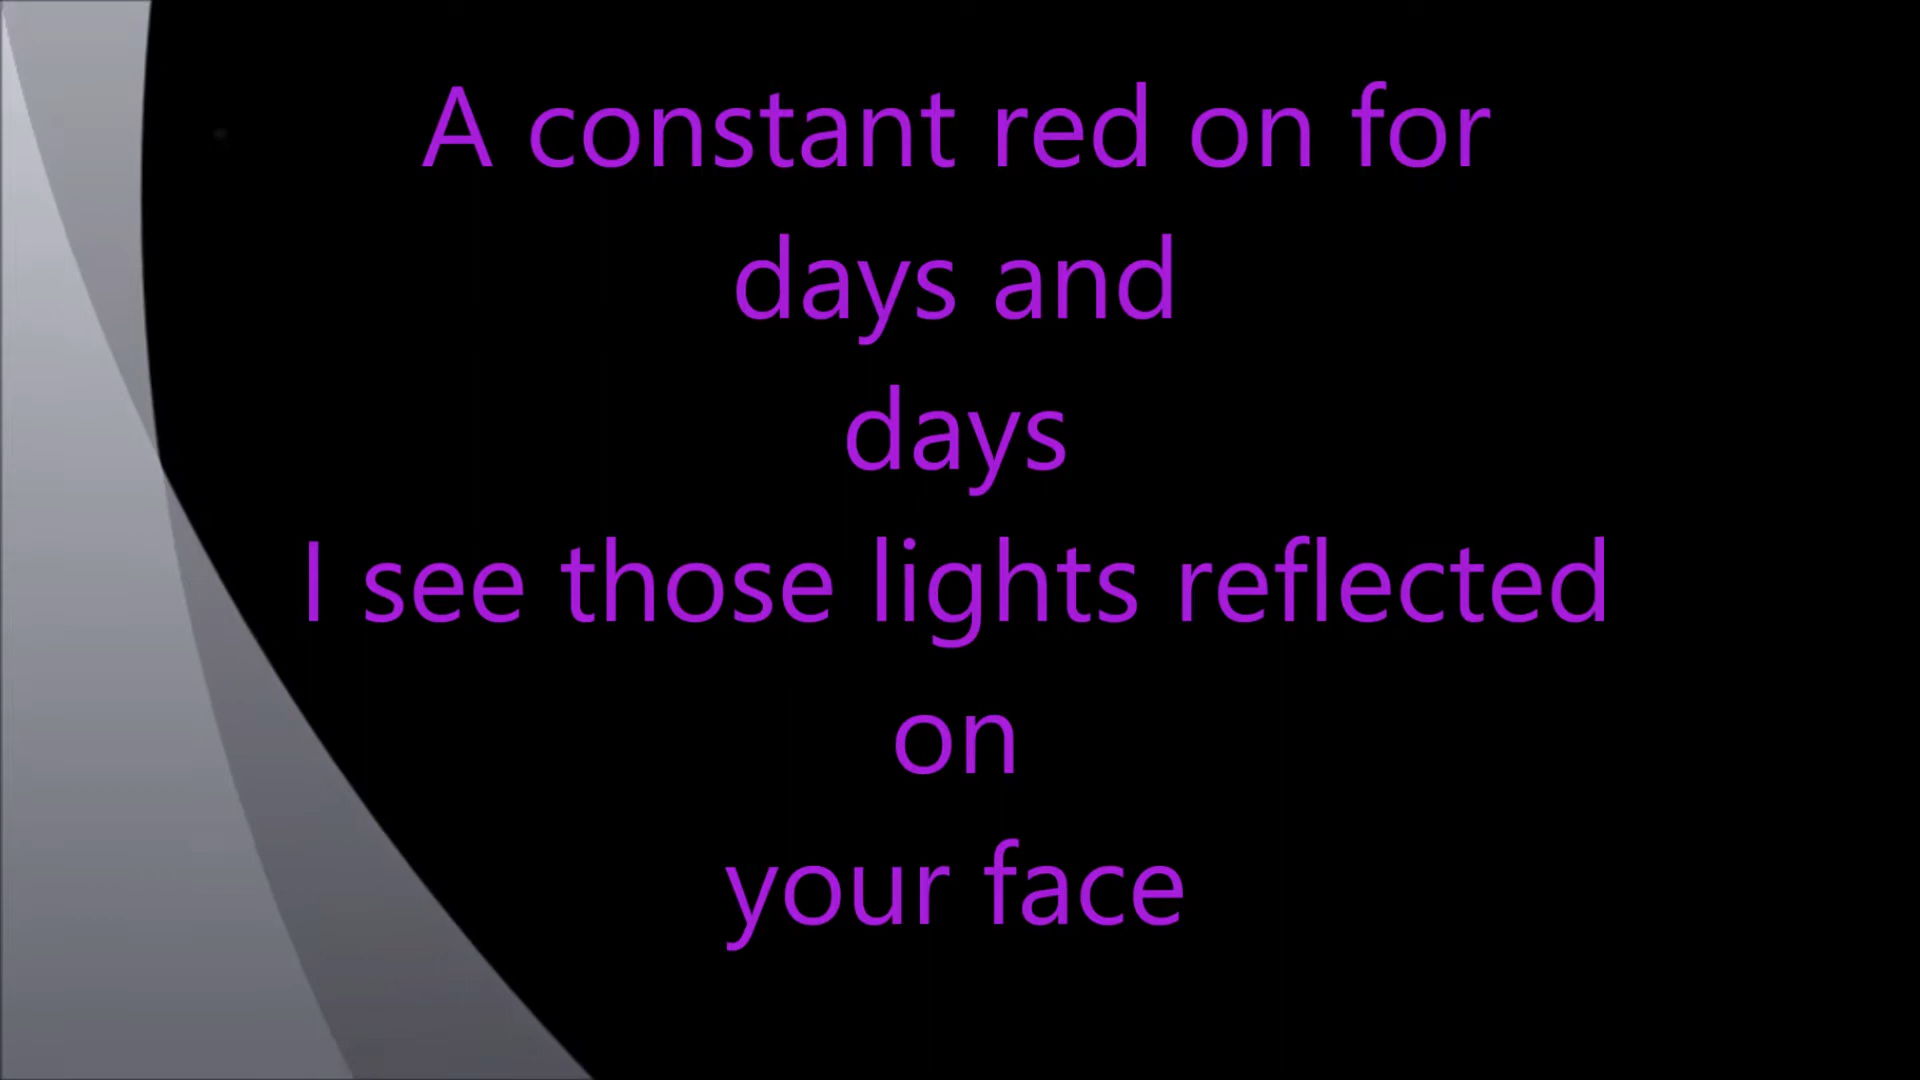 A constant red on for
days and
days
I see those lights reflected
on
your face